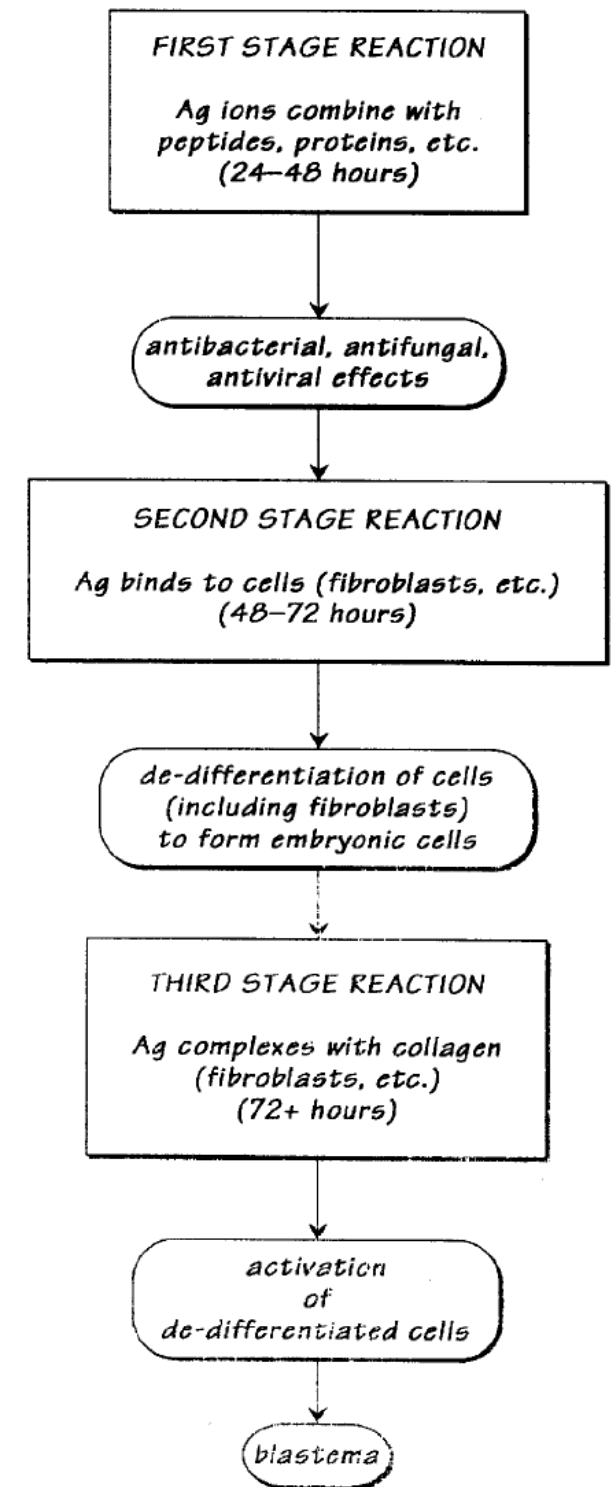 FIRST STAGE REACTION
Ag ions combine with
peptides, proteins, etc.
(24–48 hours)
antibacterial, antifungal,
antiviral effects
SECOND STAGE REACTION
Ag binds to cells (fibroblasts, etc.)
(48–72 hours)
de-differentiation of cells
(including fibroblasts)
to form embryonic cells
THIRD STAGE REACTION
Ag complexes with collagen
(fibroblasts, etc.)
(72+ hours)
activation
of
de-differentiated cells
blastema